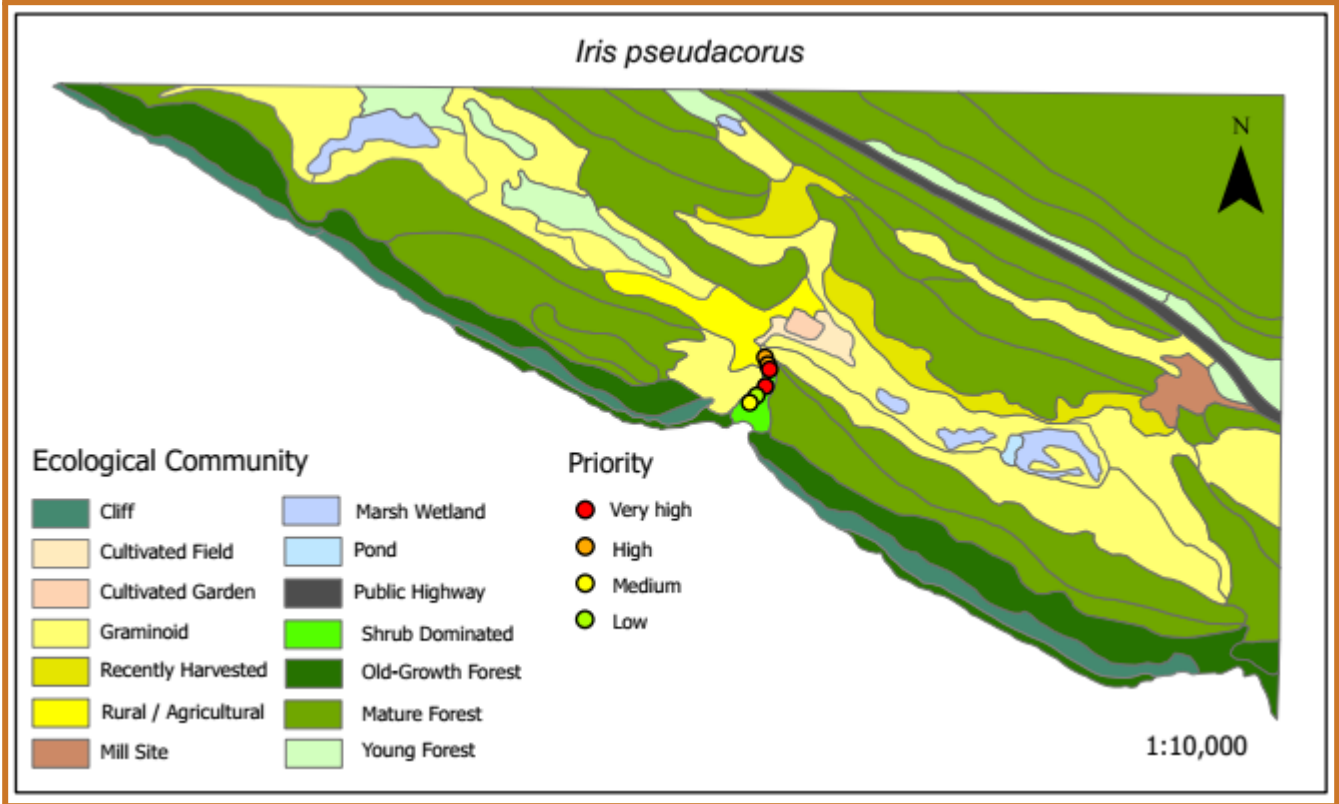 Iris pseudacorus
N
Ecological Community
Cliff
Cultivated Field
Cultivated Garden
Graminoid
Recently Harvested
Rural / Agricultural
Mill Site
Marsh Wetland
Pond
Public Highway
Shrub Dominated
Old-Growth Forest
Mature Forest
Young Forest
Priority
Very high
High
Medium
Low
1:10,000